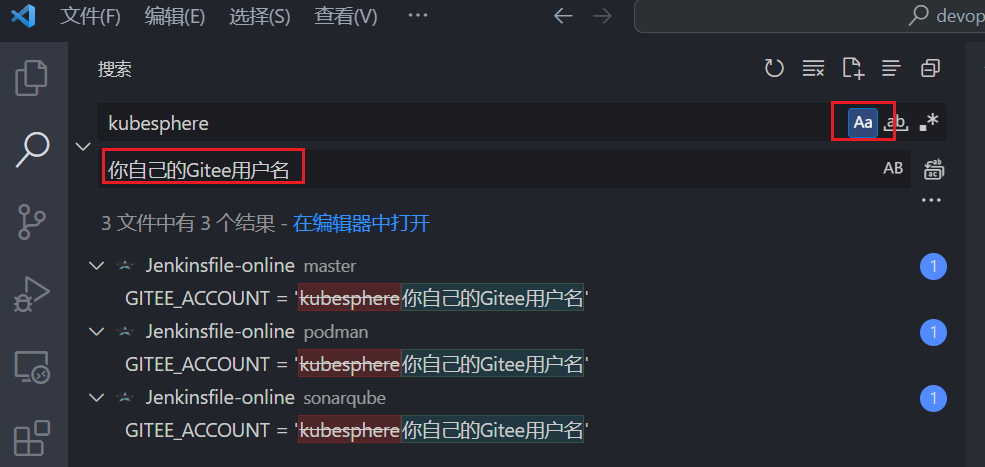 文件(F) 编辑(E) 选择(S) 查看(V) ··· devop
搜索
kubesphere Aa ab .*
你自己的Gitee用户名 AB
3 文件中有 3 个结果 - 在编辑器中打开
Jenkinsfile-online master 1
GITEE_ACCOUNT = 'kubesphere你自己的Gitee用户名'
Jenkinsfile-online podman 1
GITEE_ACCOUNT = 'kubesphere你自己的Gitee用户名'
Jenkinsfile-online sonarqube 1
GITEE_ACCOUNT = 'kubesphere你自己的Gitee用户名'